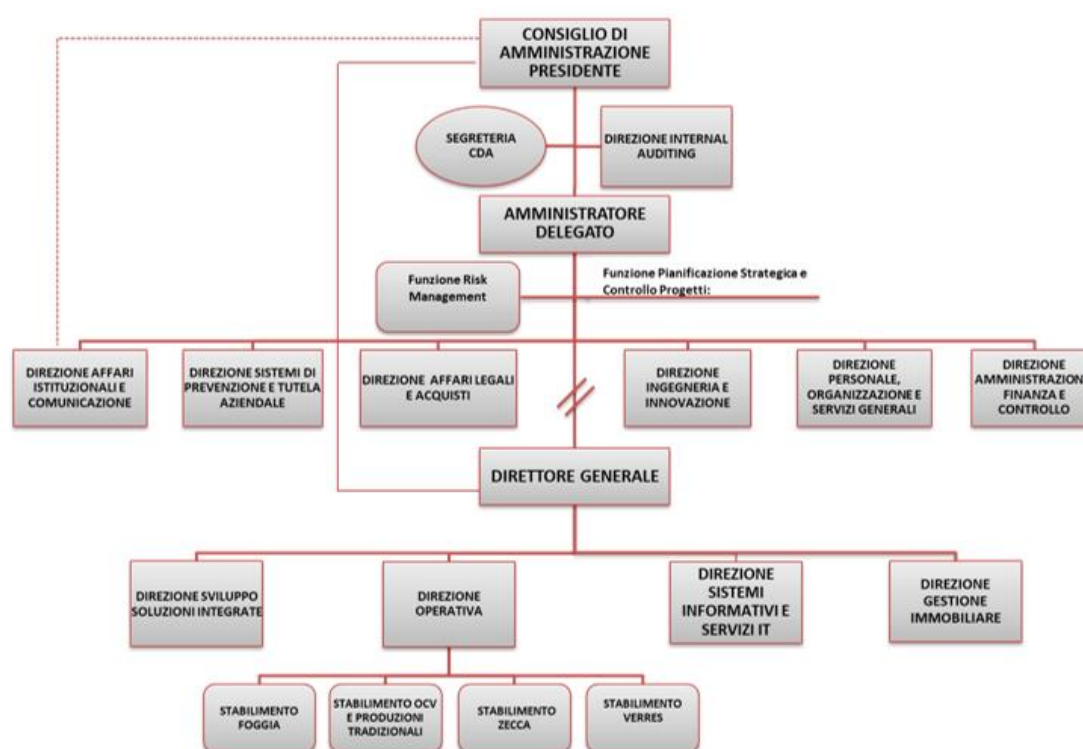 CONSIGLIO DI
AMMINISTRAZIONE
PRESIDENTE
SEGRETERIA
CDA
DIREZIONE INTERNAL
AUDITING
AMMINISTRATORE
DELEGATO
Funzione Risk
Management
Funzione Pianificazione Strategica e
Controllo Progetti:
DIREZIONE AFFARI
ISTITUZIONALI E
COMUNICAZIONE
DIREZIONE SISTEMI DI
PREVENZIONE E TUTELA
AZIENDALE
DIREZIONE AFFARI LEGALI
E ACQUISTI
DIREZIONE
INGEGNERIA E
INNOVAZIONE
DIREZIONE
PERSONALE,
ORGANIZZAZIONE E
SERVIZI GENERALI
DIREZIONE
AMMINISTRAZIONE
FINANZA E
CONTROLLO
DIRETTORE GENERALE
DIREZIONE SVILUPPO
SOLUZIONI INTEGRATE
DIREZIONE
OPERATIVA
DIREZIONE
SISTEMI
INFORMATIVI E
SERVIZI IT
DIREZIONE
GESTIONE
IMMOBILIARE
STABILIMENTO
FOGGIA
STABILIMENTO OCV
E PRODUZIONI
TRADIZIONALI
STABILIMENTO
ZECCA
STABILIMENTO
VERRES